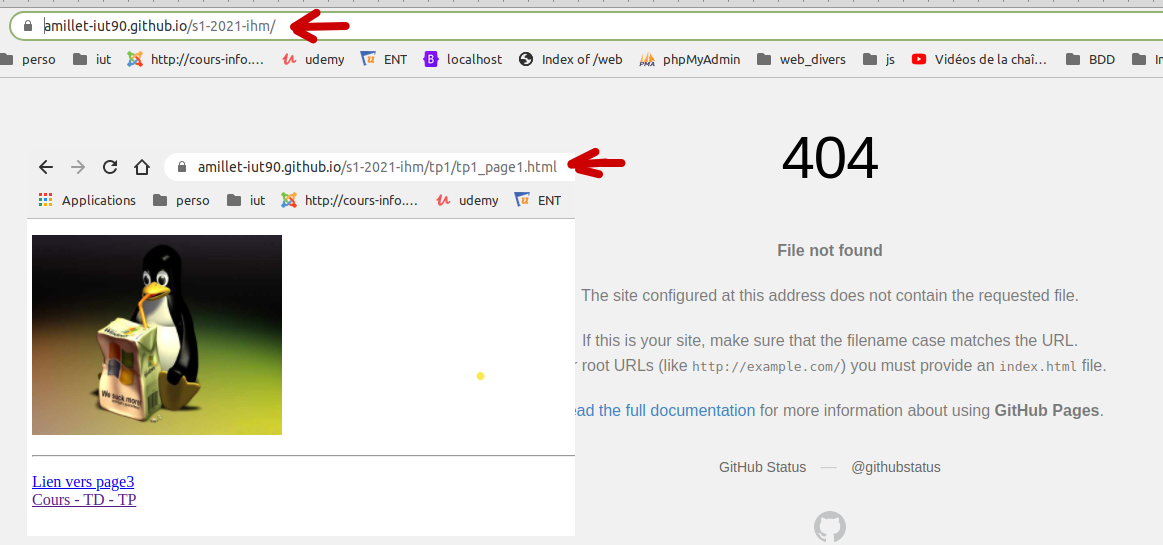 amillet-iut90.github.io/s1-2021-ihm/
perso iut http://cours-info.... udemy ENT B localhost Index of /web PMA phpMyAdmin web_divers js Vidéos de la chaî... BDD
404
amillet-iut90.github.io/s1-2021-ihm/tp1/tp1_page1.html
Applications perso iut http://cours-info.... udemy ENT
File not found
The site configured at this address does not contain the requested file.
If this is your site, make sure that the filename case matches the URL.
root URLs (like http://example.com/) you must provide an index.html file.
ead the full documentation for more information about using GitHub Pages.
We suck more!
GitHub Status — @githubstatus
Lien vers page3
Cours - TD - TP